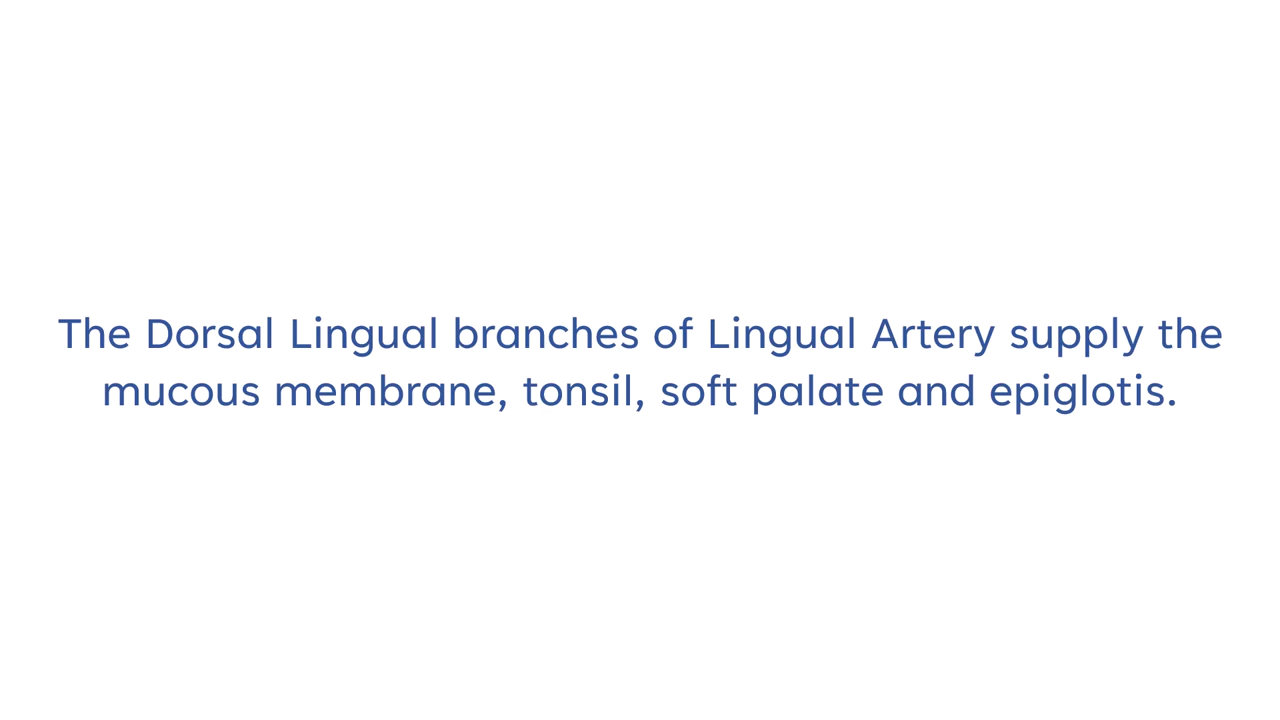 The Dorsal Lingual branches of Lingual Artery supply the
mucous membrane, tonsil, soft palate and epiglotis.